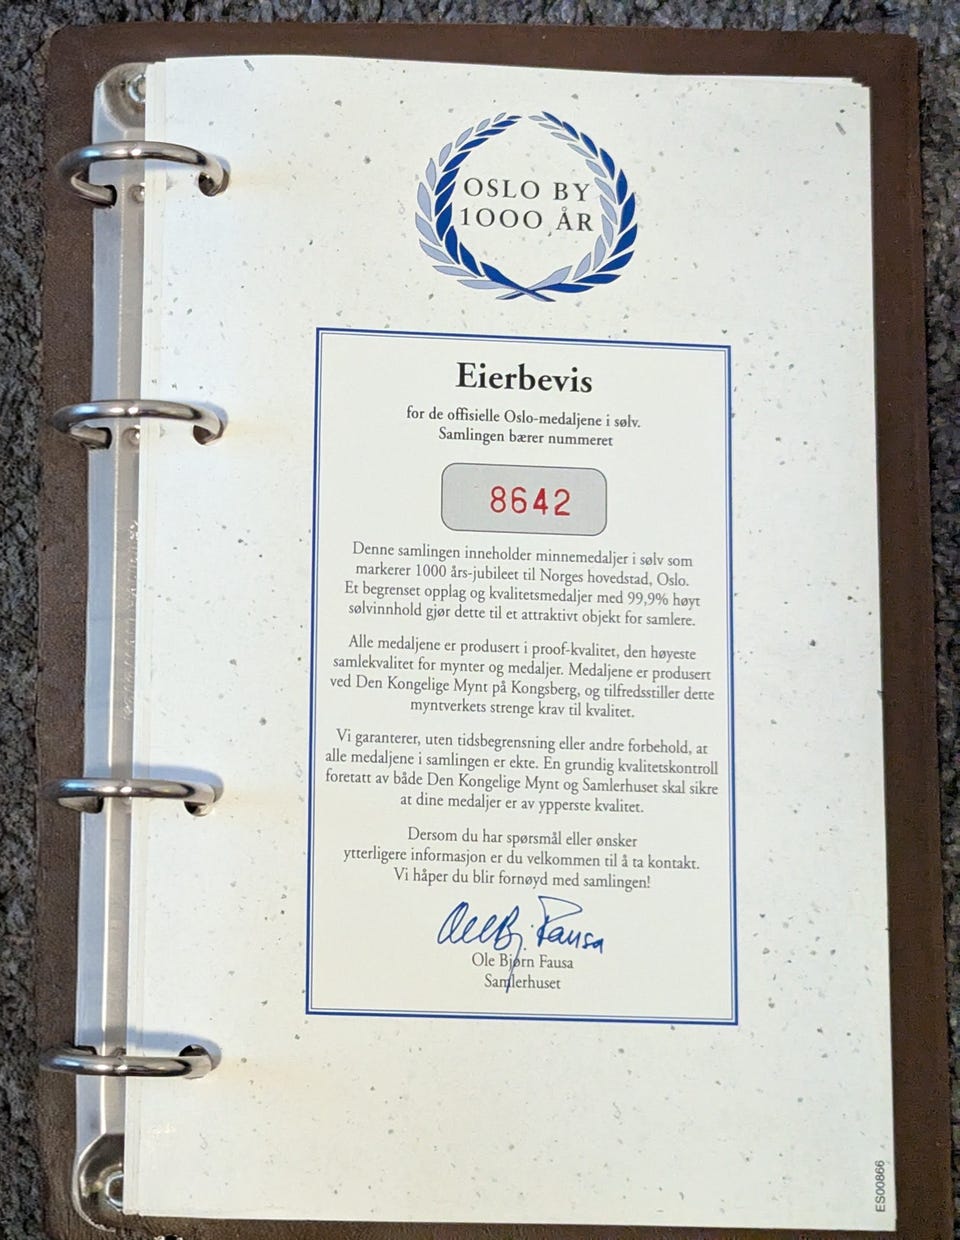 OSLO BY
1000 ÅR
Eierbevis
for de offisielle Oslo-medaljene i sølv.
Samlingen bærer nummeret
8642
Denne samlingen inneholder minnemedaljer i sølv som
markerer 1000 års-jubileet til Norges hovedstad, Oslo.
Et begrenset opplag og kvalitetsmedaljer med 99,9% høyt
sølvinnhold gjør dette til et attraktivt objekt for samlere.
Alle medaljene er produsert i proof-kvalitet, den høyeste
samlekvalitet for mynter og medaljer. Medaljene er produsert
ved Den Kongelige Mynt på Kongsberg, og tilfredsstiller dette
myntverkets strenge krav til kvalitet.
Vi garanterer, uten tidsbegrensning eller andre forbehold, at
alle medaljene i samlingen er ekte. En grundig kvalitetskontroll
foretatt av både Den Kongelige Mynt og Samlerhuset skal sikre
at dine medaljer er av ypperste kvalitet.
Dersom du har spørsmål eller ønsker
ytterligere informasjon er du velkommen til å ta kontakt.
Vi håper du blir fornøyd med samlingen!
Ole Bj. Fausa
Ole Bjørn Fausa
Samlerhuset
ES00866